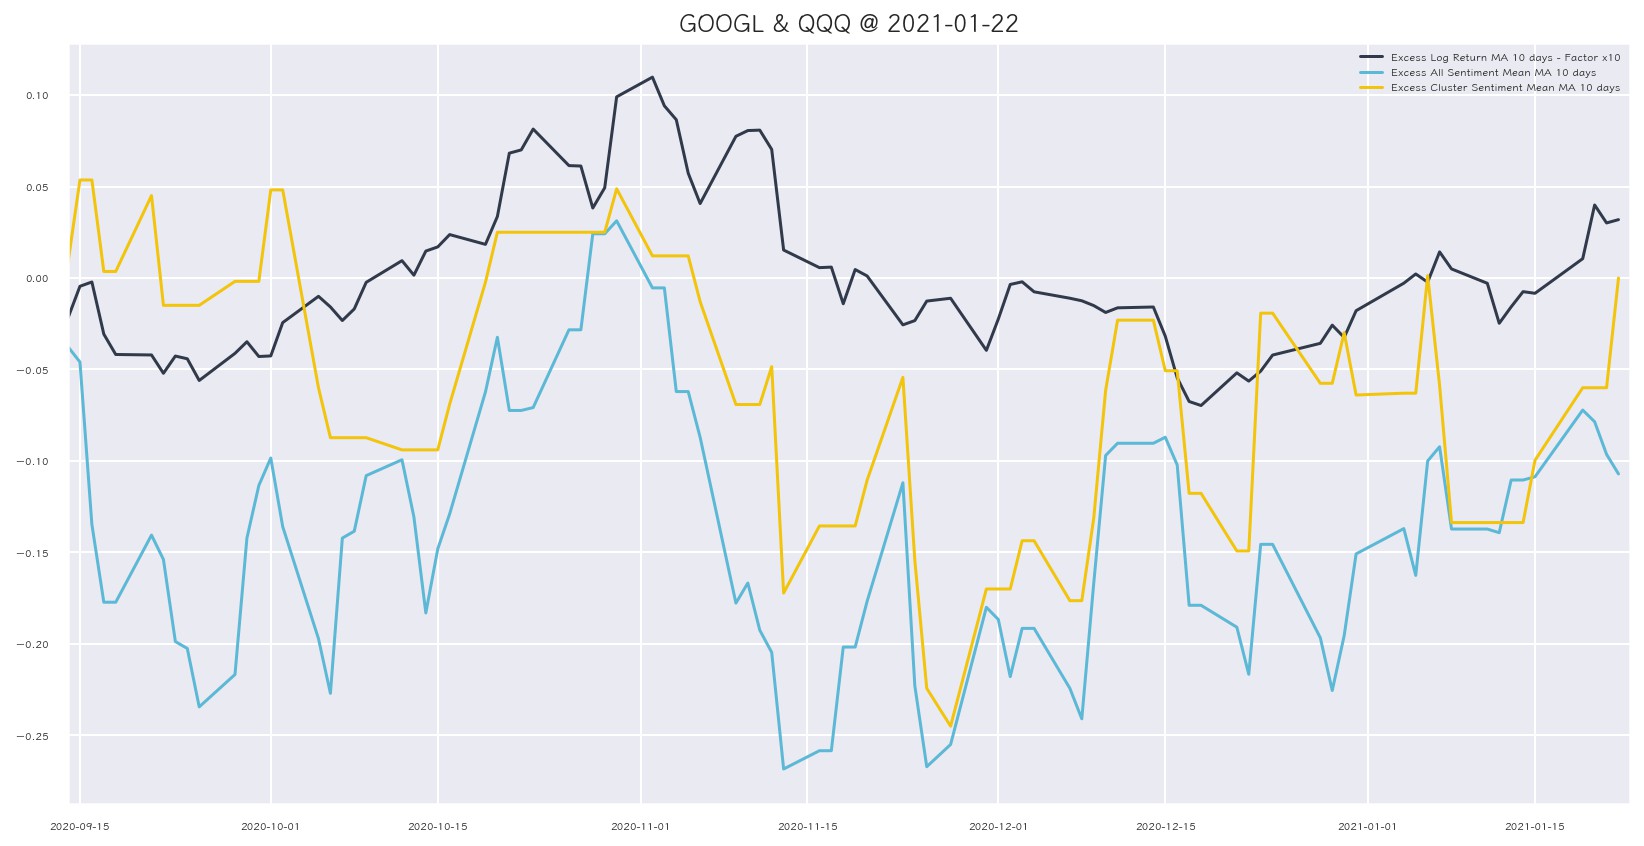 GOOGL & QQQ @ 2021-01-22
Excess Log Return MA 10 days - Factor x10
Excess All Sentiment Mean MA 10 days
Excess Cluster Sentiment Mean MA 10 days
0.10
0.05
0.00
−0.05
−0.10
−0.15
−0.20
−0.25
2020-09-15 2020-10-01 2020-10-15 2020-11-01 2020-11-15 2020-12-01 2020-12-15 2021-01-01 2021-01-15